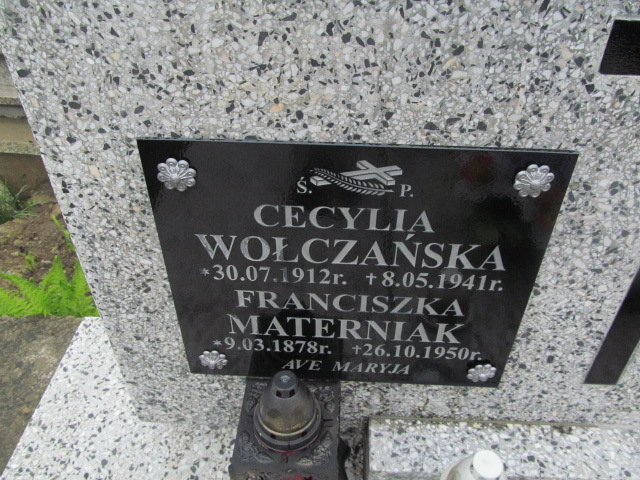 Ś. P.
CECYLIA
WOŁCZAŃSKA
*30.07.1912r. +8.05.1941r.
FRANCISZKA
MATERNIAK
*9.03.1878r. +26.10.1950r.
AVE MARYJA